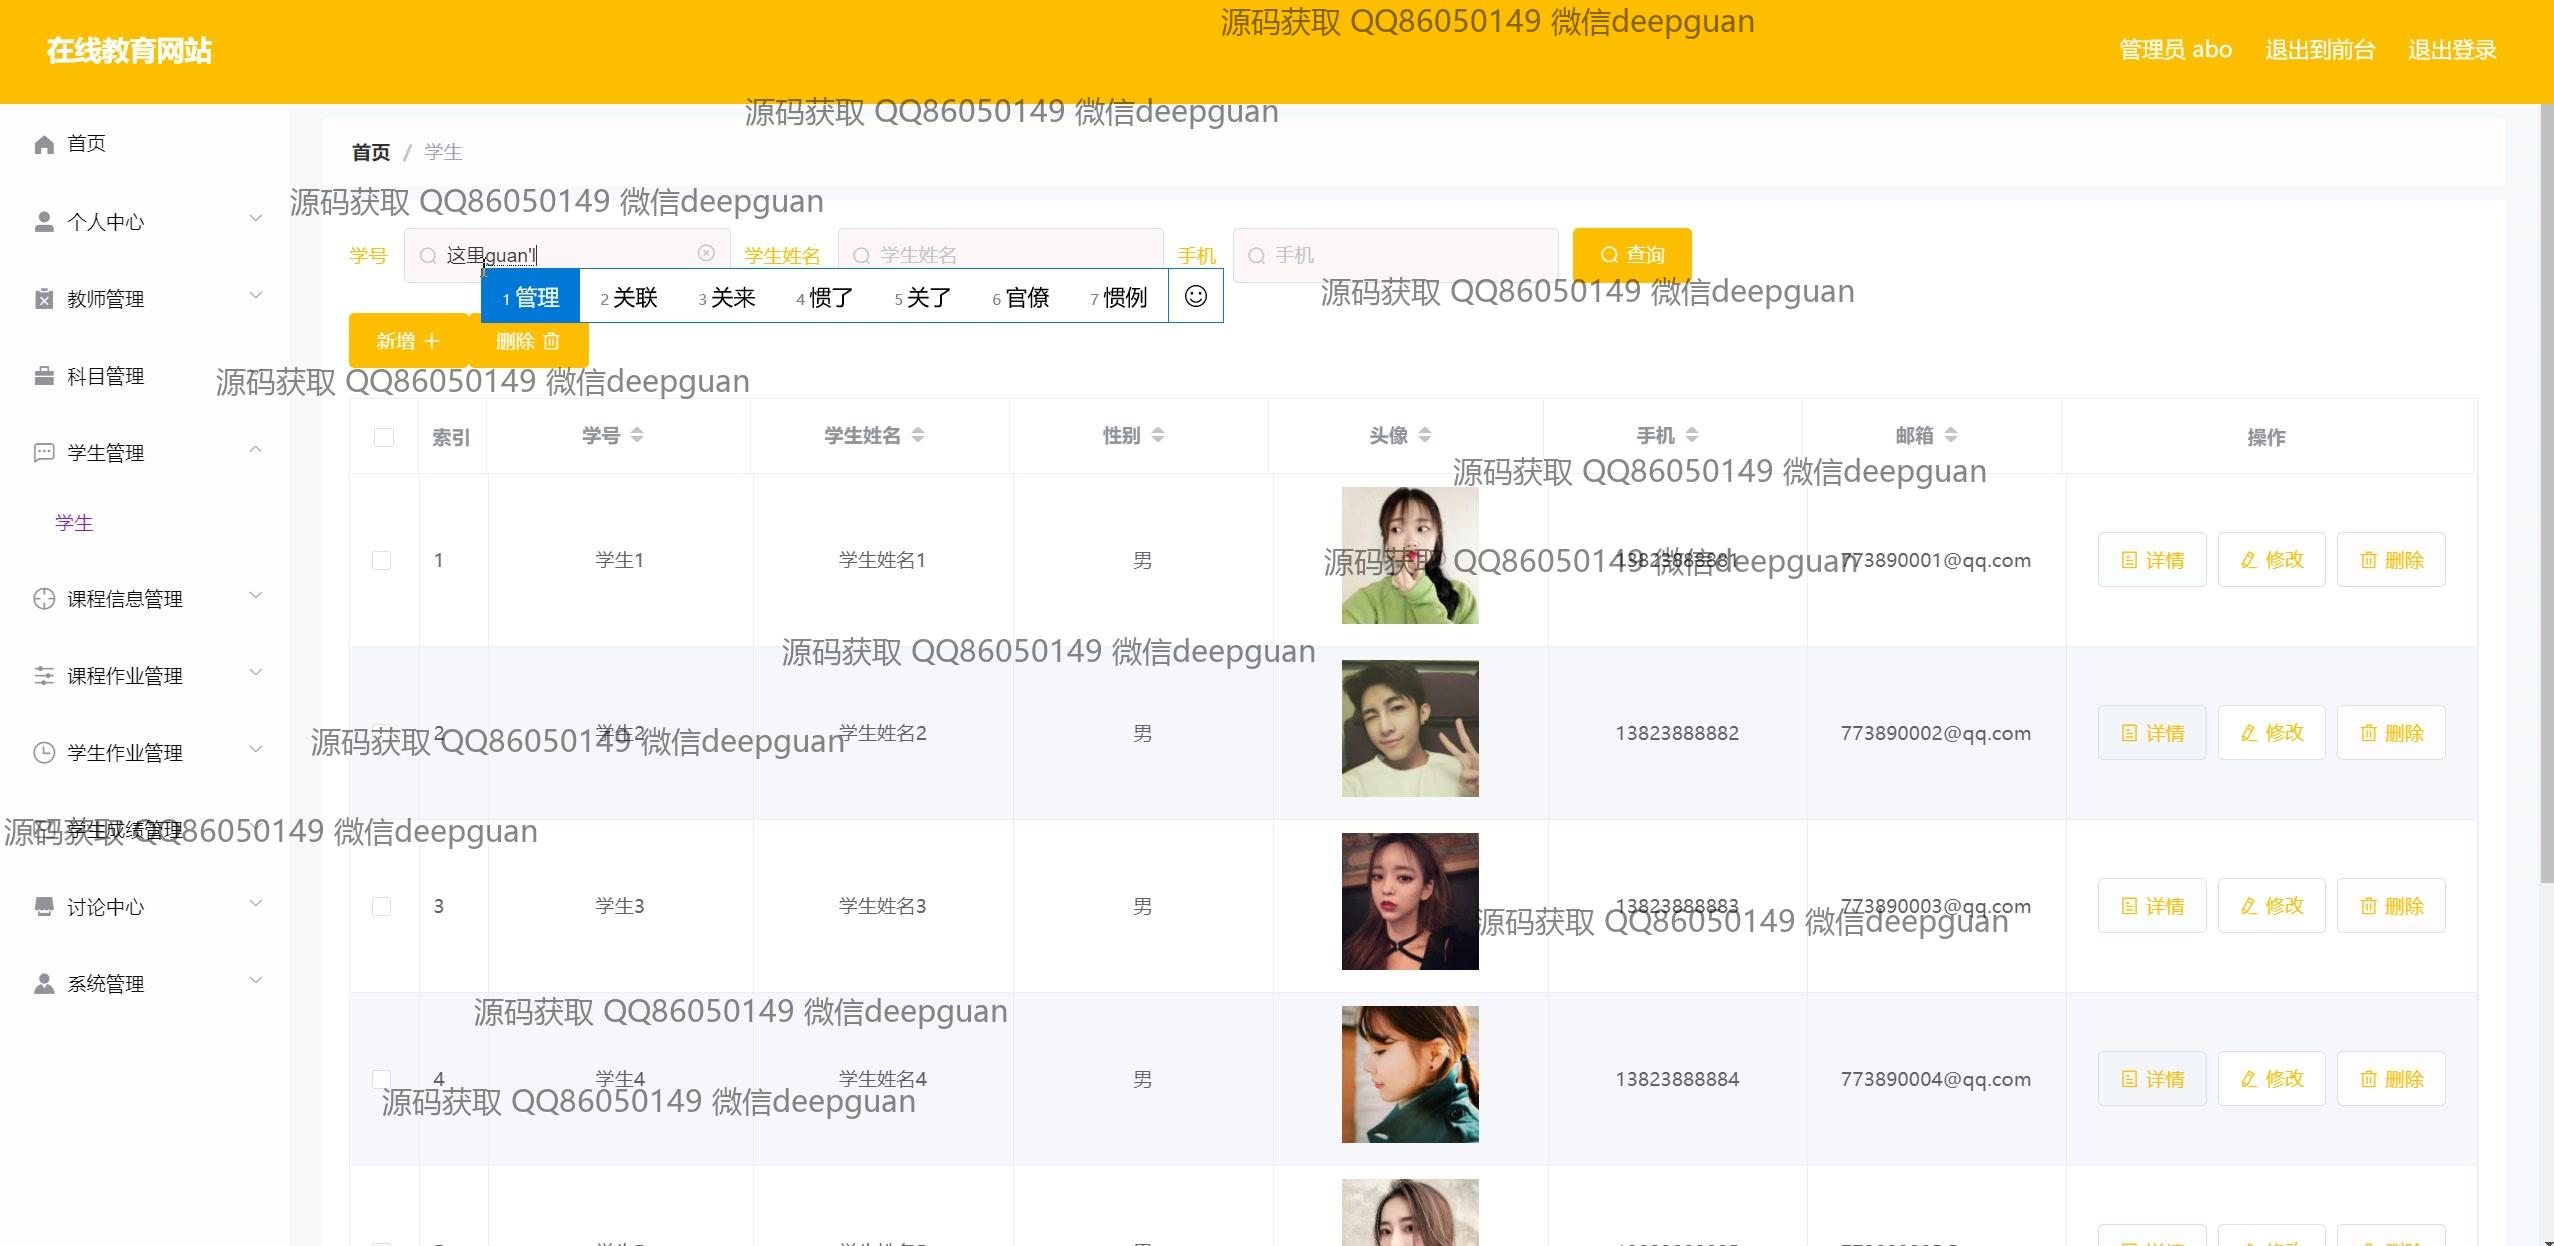 源码获取 QQ86050149 微信deepguan
在线教育网站
管理员 abo 退出到前台 退出登录
源码获取 QQ86050149 微信deepguan
首页
首页 / 学生
源码获取 QQ86050149 微信deepguan
个人中心
学号 这里guan'l 学生姓名 学生姓名 手机 手机 查询
源码获取 QQ86050149 微信deepguan
教师管理
1 管理 2 关联 3 关来 4 惯了 5 关了 6 官僚 7 惯例
新增 删除
科目管理
源码获取 QQ86050149 微信deepguan
索引 学号 学生姓名 性别 头像 手机 邮箱 操作
学生管理
源码获取 QQ86050149 微信deepguan
学生
1 学生1 学生姓名1 男 13823888881 773890001@qq.com 详情 修改 删除
源码获取 QQ86050149 微信deepguan
课程信息管理
源码获取 QQ86050149 微信deepguan
课程作业管理
2 学生2 学生姓名2 男 13823888882 773890002@qq.com 详情 修改 删除
源码获取 QQ86050149 微信deepguan
学生作业管理
学生成绩管理
源码获取 QQ86050149 微信deepguan
讨论中心
3 学生3 学生姓名3 男 13823888883 773890003@qq.com 详情 修改 删除
源码获取 QQ86050149 微信deepguan
系统管理
源码获取 QQ86050149 微信deepguan
4 学生4 学生姓名4 男 13823888884 773890004@qq.com 详情 修改 删除
源码获取 QQ86050149 微信deepguan